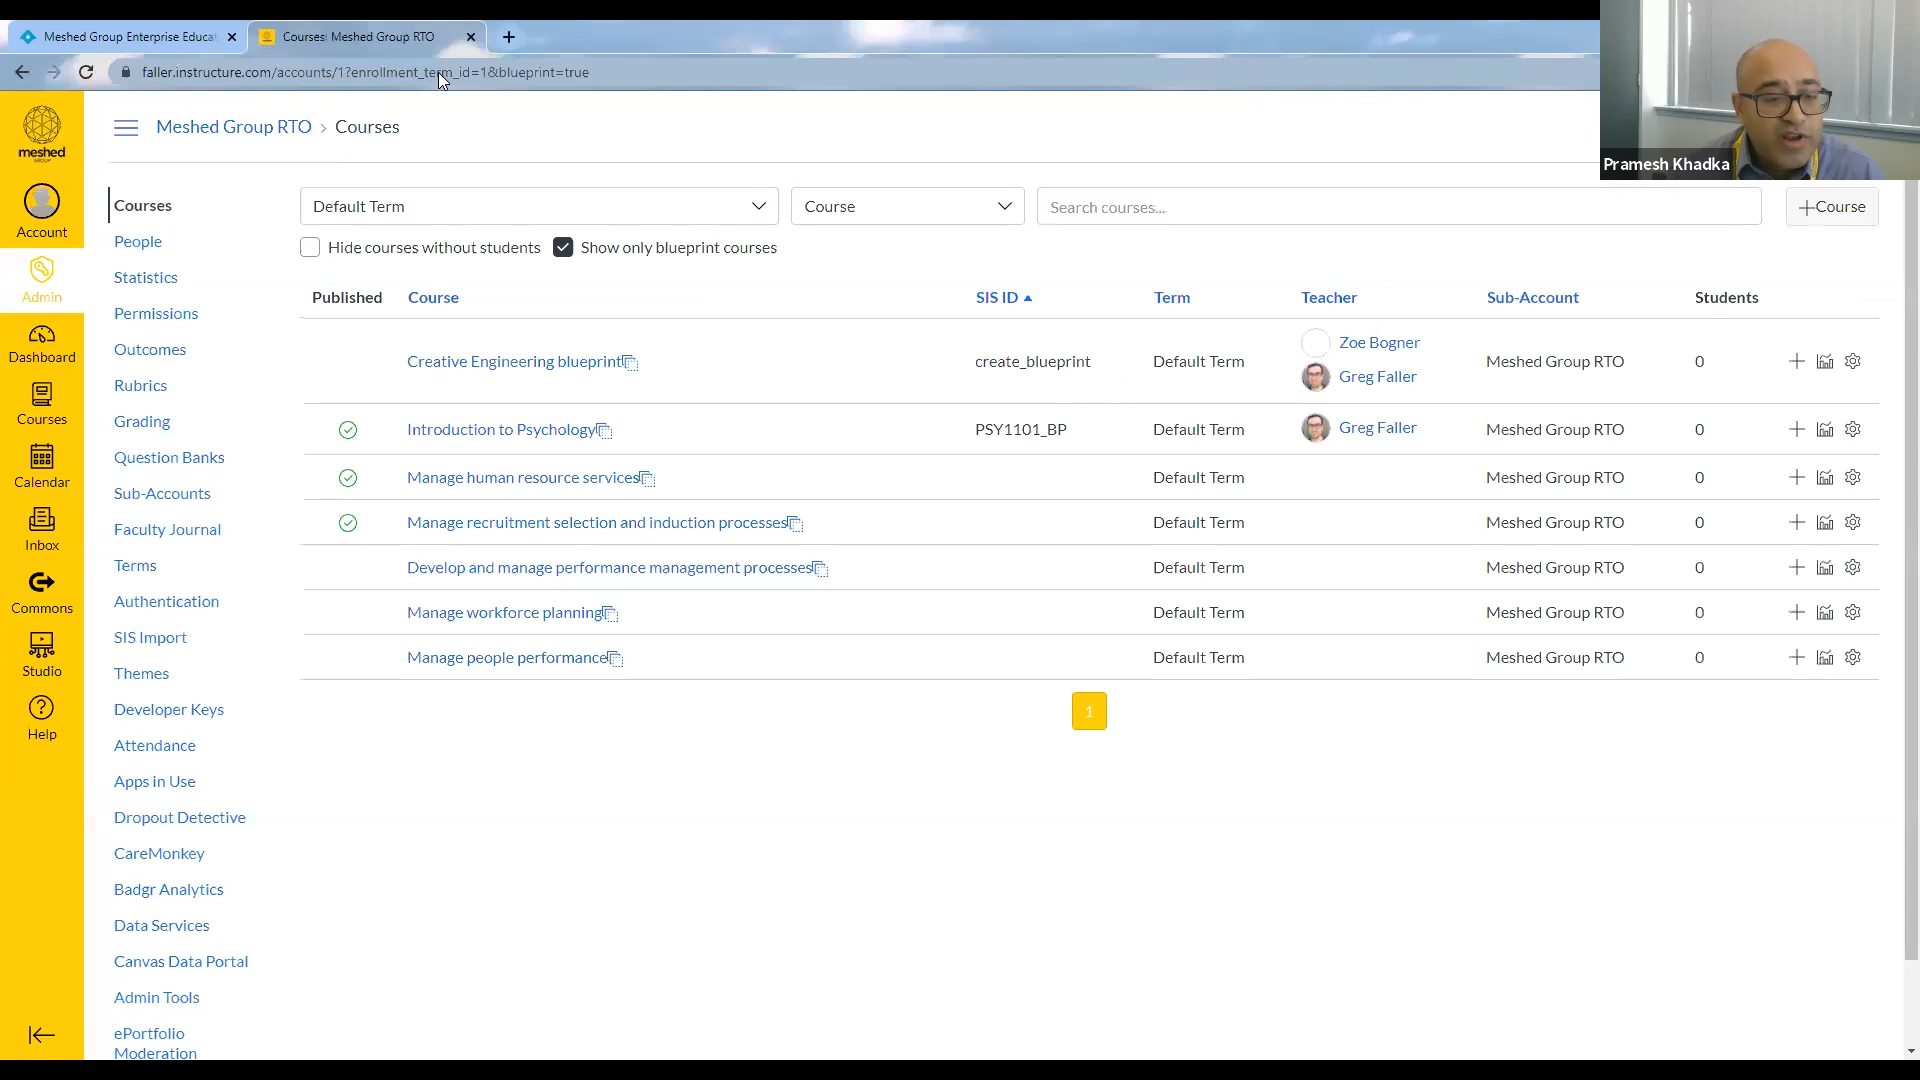 Meshed Group Enterprise Educa
Courses: Meshed Group RTO
faller.instructure.com/accounts/1?enrollment_term_id=1&blueprint=true
Pramesh Khadka
meshed
Account
Admin
Dashboard
Courses
Calendar
Inbox
Commons
Studio
Help
Meshed Group RTO > Courses
Courses
People
Statistics
Permissions
Outcomes
Rubrics
Grading
Question Banks
Sub-Accounts
Faculty Journal
Terms
Authentication
SIS Import
Themes
Developer Keys
Attendance
Apps in Use
Dropout Detective
CareMonkey
Badgr Analytics
Data Services
Canvas Data Portal
Admin Tools
ePortfolio
Moderation
Default Term
Course
Search courses...
+Course
Hide courses without students
Show only blueprint courses
Published Course SIS ID Term Teacher Sub-Account Students
Creative Engineering blueprint create_blueprint Default Term Zoe Bogner Greg Faller Meshed Group RTO 0
Introduction to Psychology PSY1101_BP Default Term Greg Faller Meshed Group RTO 0
Manage human resource services Default Term Meshed Group RTO 0
Manage recruitment selection and induction processes Default Term Meshed Group RTO 0
Develop and manage performance management processes Default Term Meshed Group RTO 0
Manage workforce planning Default Term Meshed Group RTO 0
Manage people performance Default Term Meshed Group RTO 0
1